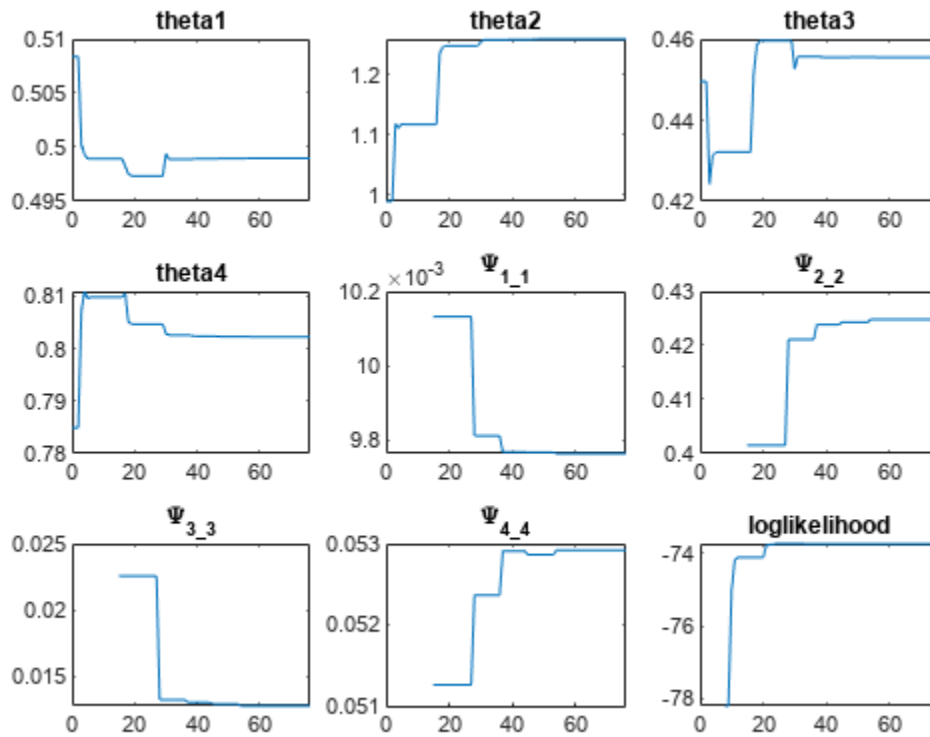 theta1
0.51
0.505
0.5
0.495
0 20 40 60
theta2
1.2
1.1
1
0 20 40 60
theta3
0.46
0.44
0.42
0 20 40 60
theta4
0.81
0.8
0.79
0.78
0 20 40 60
Ψ1_1
×10-3
10.2
10
9.8
0 20 40 60
Ψ2_2
0.43
0.42
0.41
0.4
0 20 40 60
Ψ3_3
0.025
0.02
0.015
0 20 40 60
Ψ4_4
0.053
0.052
0.051
0 20 40 60
loglikelihood
-74
-76
-78
0 20 40 60